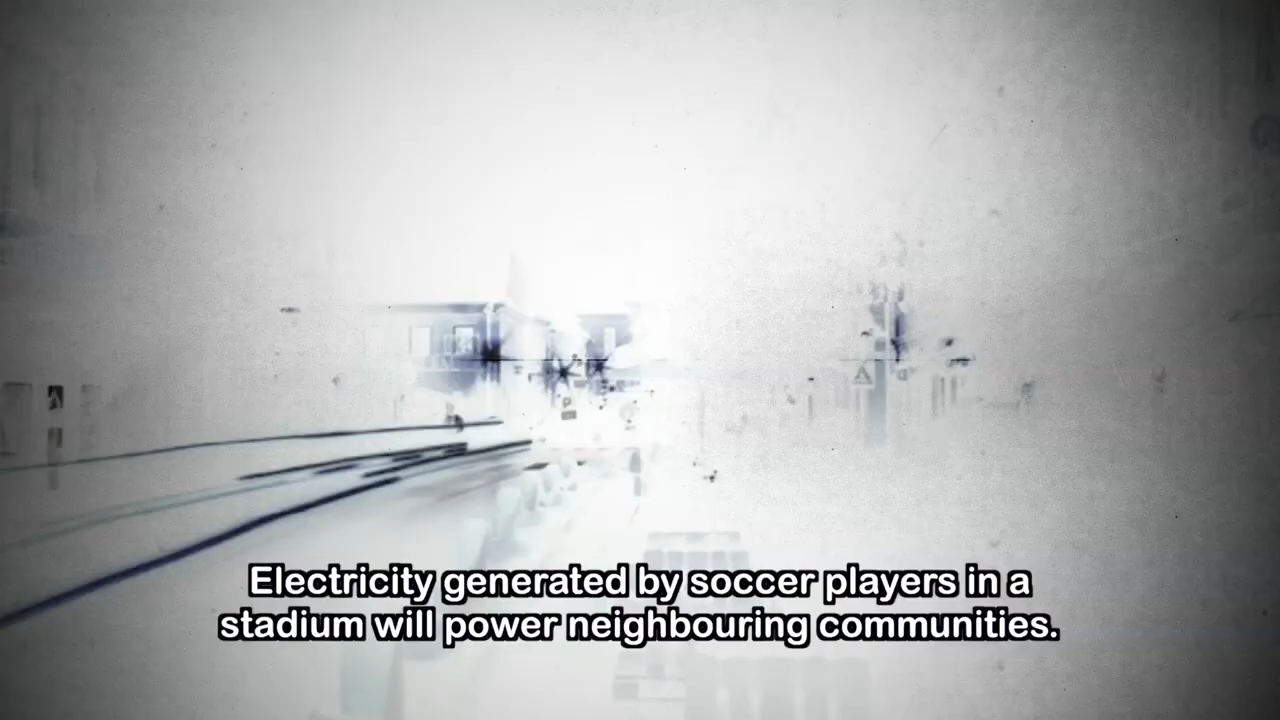 Electricity generated by soccer players in a
stadium will power neighbouring communities.